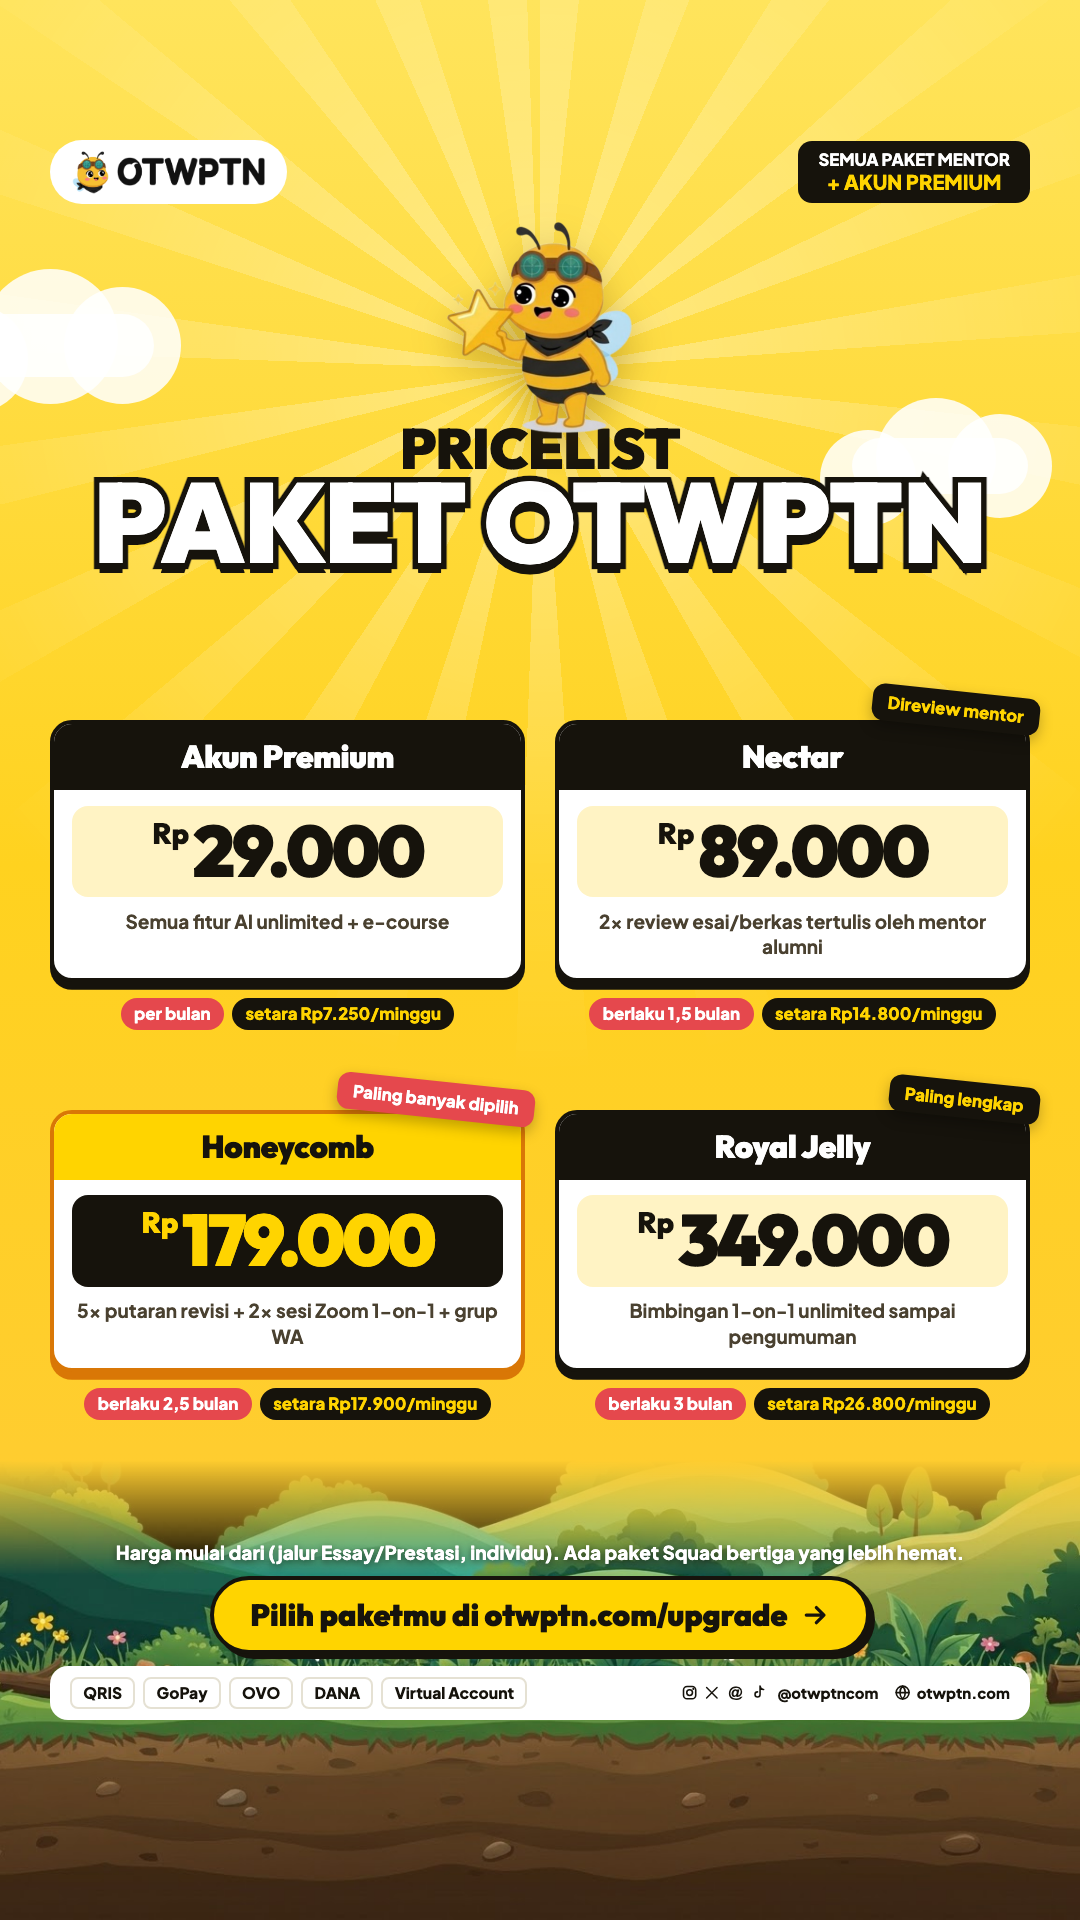 OTWPTN
SEMUA PAKET MENTOR
+ AKUN PREMIUM
PRICELIST
PAKET OTWPTN
Akun Premium
Rp 29.000
Semua fitur AI unlimited + e-course
per bulan
setara Rp7.250/minggu
Direview mentor
Nectar
Rp 89.000
2× review esai/berkas tertulis oleh mentor
alumni
berlaku 1,5 bulan
setara Rp14.800/minggu
Paling banyak dipilih
Honeycomb
Rp 179.000
5× putaran revisi + 2× sesi Zoom 1-on-1 + grup
WA
berlaku 2,5 bulan
setara Rp17.900/minggu
Paling lengkap
Royal Jelly
Rp 349.000
Bimbingan 1-on-1 unlimited sampai
pengumuman
berlaku 3 bulan
setara Rp26.800/minggu
Harga mulai dari (jalur Essay/Prestasi, individu). Ada paket Squad bertiga yang lebih hemat.
Pilih paketmu di otwptn.com/upgrade →
QRIS
GoPay
OVO
DANA
Virtual Account
@otwptncom
otwptn.com